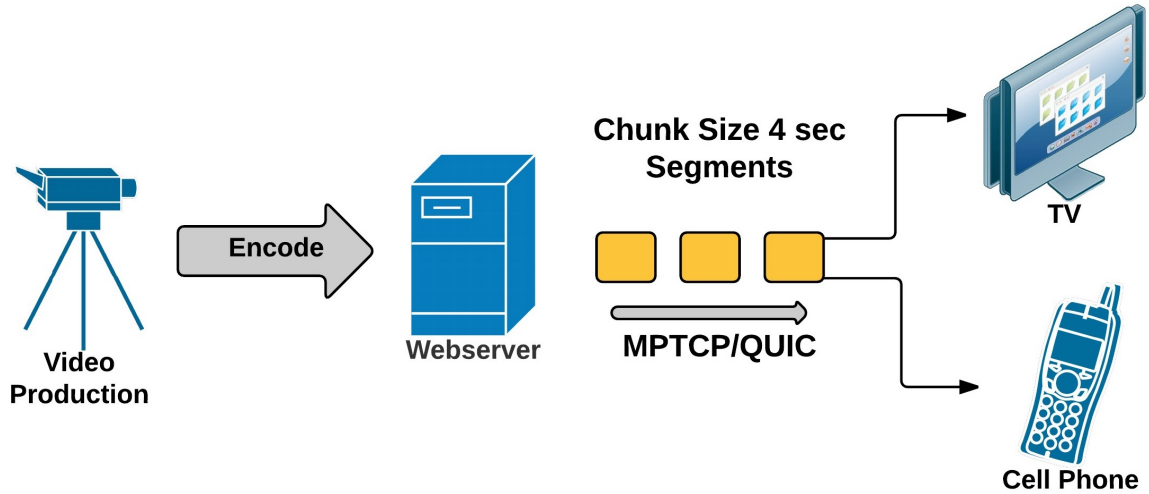 Video
Production
Encode
Webserver
Chunk Size 4 sec
Segments
MPTCP/QUIC
TV
Cell Phone